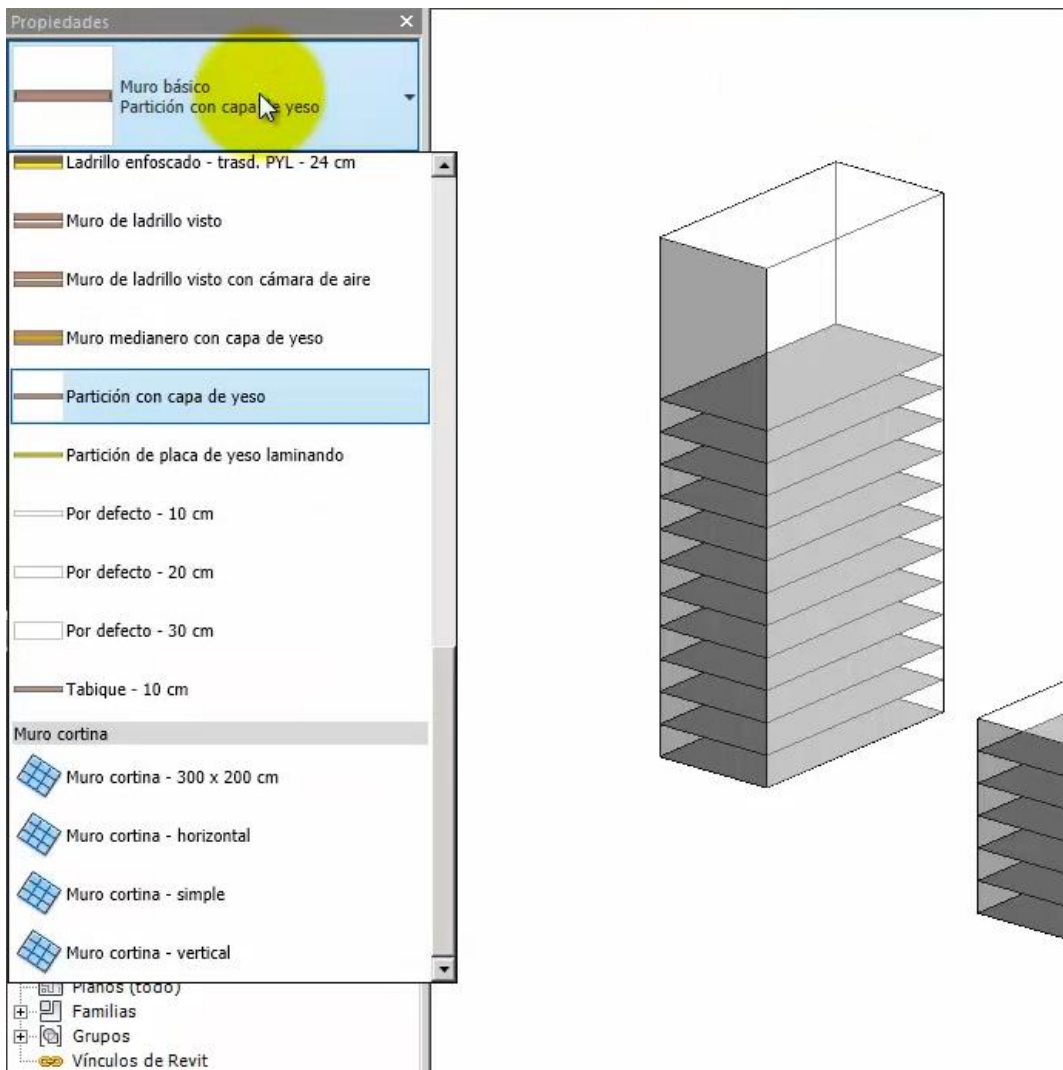 Propiedades
Muro básico
Partición con capa de yeso
Ladrillo enfoscado - trasd. PYL - 24 cm
Muro de ladrillo visto
Muro de ladrillo visto con cámara de aire
Muro medianero con capa de yeso
Partición con capa de yeso
Partición de placa de yeso laminando
Por defecto - 10 cm
Por defecto - 20 cm
Por defecto - 30 cm
Tabique - 10 cm
Muro cortina
Muro cortina - 300 x 200 cm
Muro cortina - horizontal
Muro cortina - simple
Muro cortina - vertical
Planos (todo)
Familias
Grupos
Vínculos de Revit